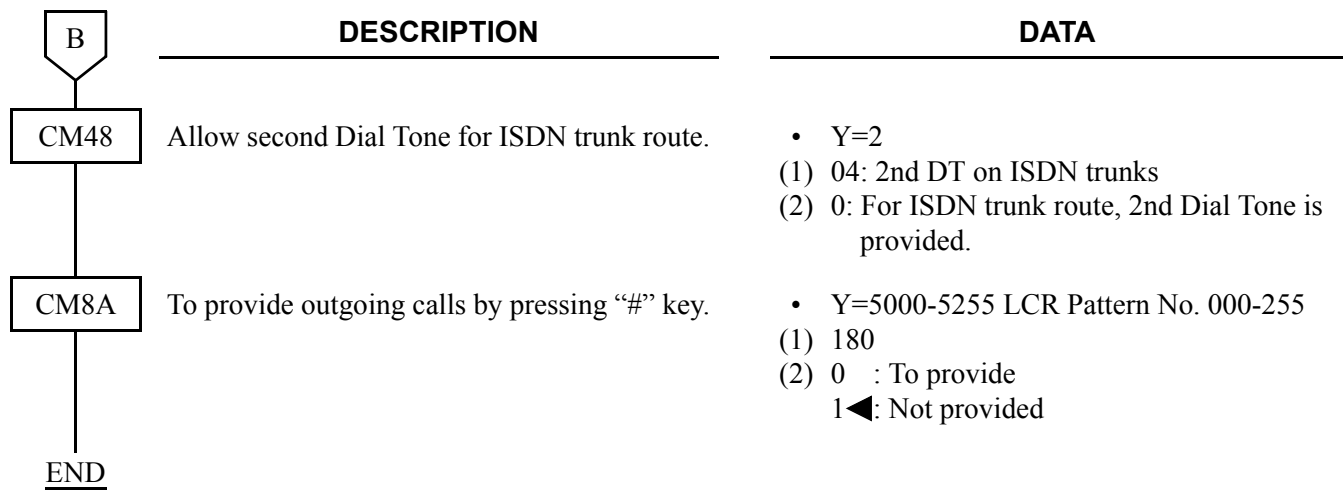 B
DESCRIPTION
DATA
CM48
Allow second Dial Tone for ISDN trunk route.
• Y=2
(1) 04: 2nd DT on ISDN trunks
(2) 0: For ISDN trunk route, 2nd Dial Tone is
provided.
CM8A
To provide outgoing calls by pressing “#” key.
• Y=5000-5255 LCR Pattern No. 000-255
(1) 180
(2) 0 : To provide
1◀: Not provided
END